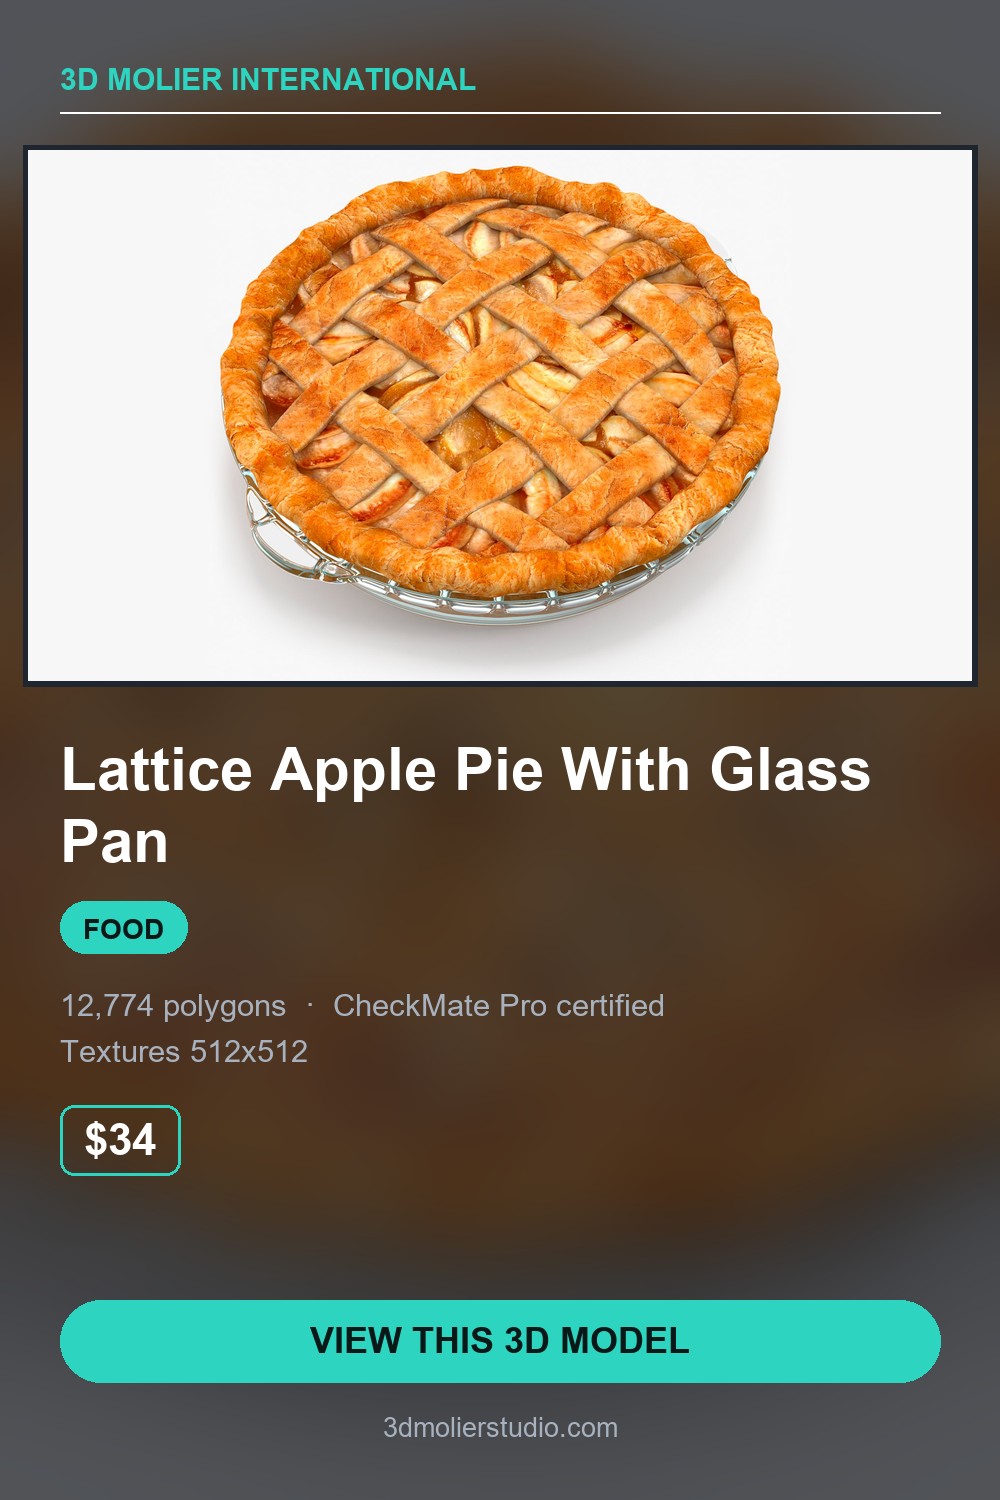 3D MOLIER INTERNATIONAL
Lattice Apple Pie With Glass
Pan
FOOD
12,774 polygons · CheckMate Pro certified
Textures 512x512
$34
VIEW THIS 3D MODEL
3dmolierstudio.com